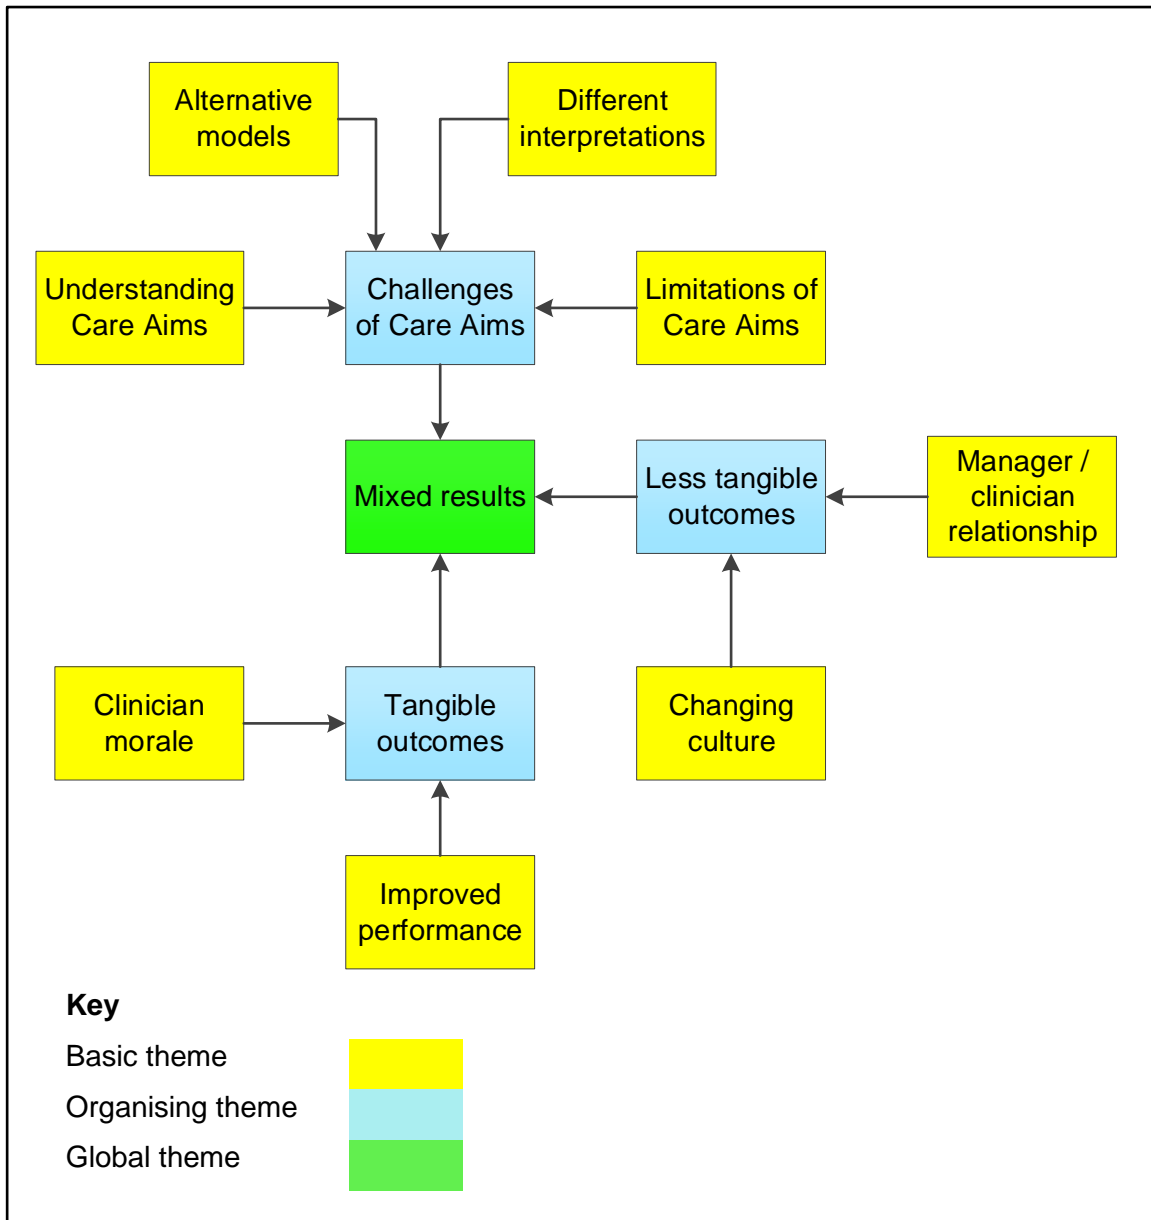 Alternative
models
Different
interpretations
Understanding
Care Aims
Challenges
of Care Aims
Limitations of
Care Aims
Mixed results
Less tangible
outcomes
Manager /
clinician
relationship
Clinician
morale
Tangible
outcomes
Changing
culture
Improved
performance
Key
Basic theme
Organising theme
Global theme